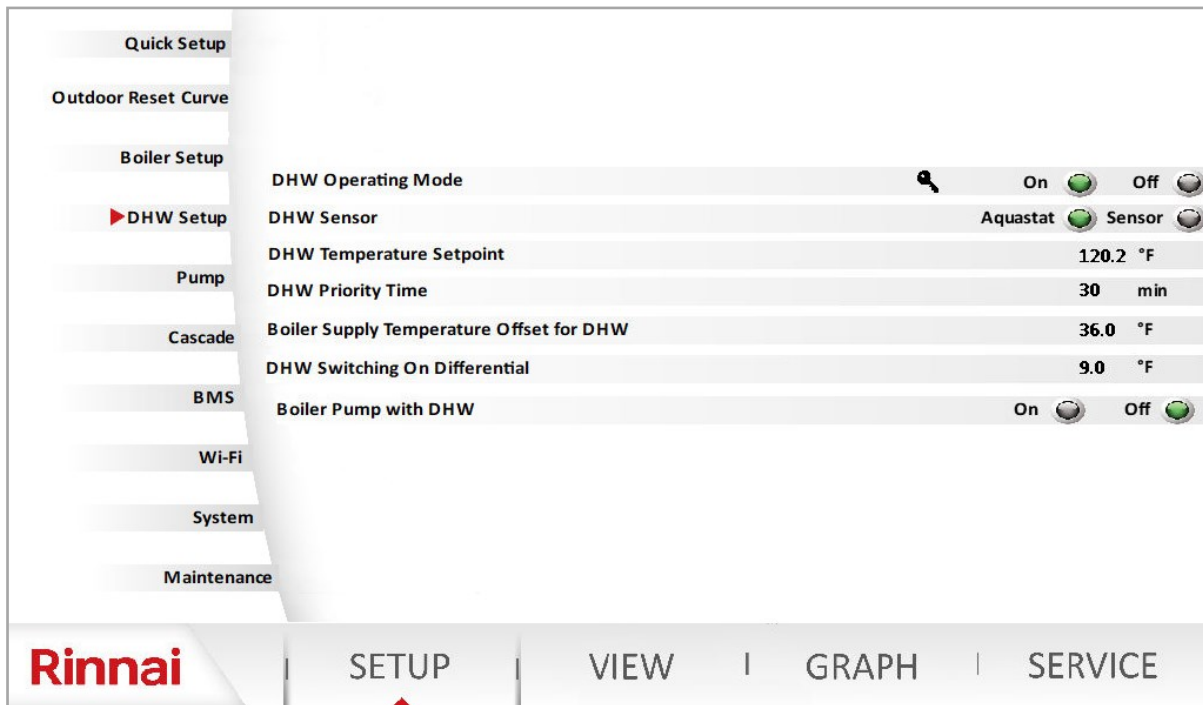 Quick Setup
Outdoor Reset Curve
Boiler Setup
DHW Setup
Pump
Cascade
BMS
Wi-Fi
System
Maintenance
DHW Operating Mode On Off
DHW Sensor Aquastat Sensor
DHW Temperature Setpoint 120.2 °F
DHW Priority Time 30 min
Boiler Supply Temperature Offset for DHW 36.0 °F
DHW Switching On Differential 9.0 °F
Boiler Pump with DHW On Off
Rinnai SETUP VIEW GRAPH SERVICE